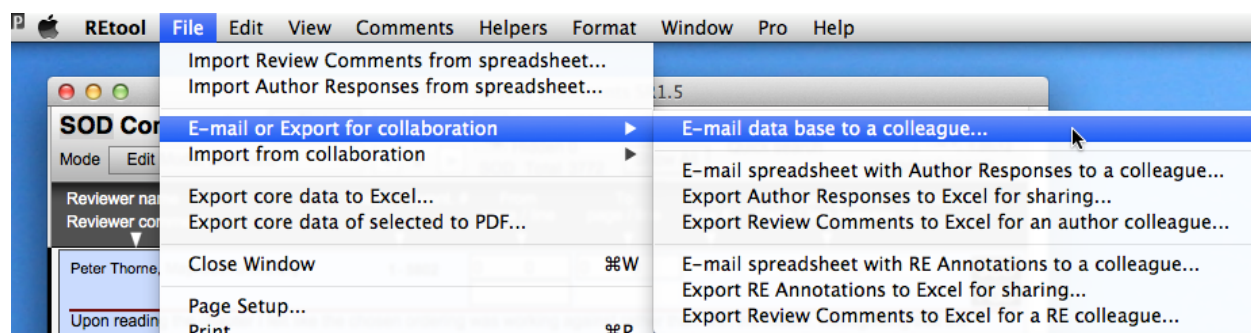 P REtool File Edit View Comments Helpers Format Window Pro Help
Import Review Comments from spreadsheet...
Import Author Responses from spreadsheet...
1.5
SOD Cor
E-mail or Export for collaboration
E-mail data base to a colleague...
Mode Edit
Import from collaboration
E-mail spreadsheet with Author Responses to a colleague...
Reviewer nar
Export core data to Excel...
Export Author Responses to Excel for sharing...
Reviewer cor
Export core data of selected to PDF...
Export Review Comments to Excel for an author colleague...
Peter Thorne,
Close Window ⌘W
E-mail spreadsheet with RE Annotations to a colleague...
Page Setup...
Export RE Annotations to Excel for sharing...
Upon readin
Print ⌘P
Export Review Comments to Excel for a RE colleague...